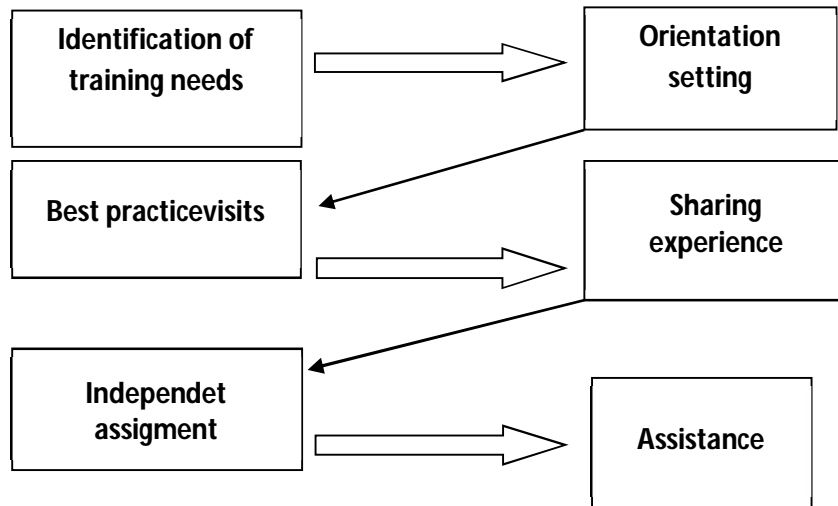 Identification of
training needs
Orientation
setting
Best practicevisits
Sharing
experience
Independet
assigment
Assistance